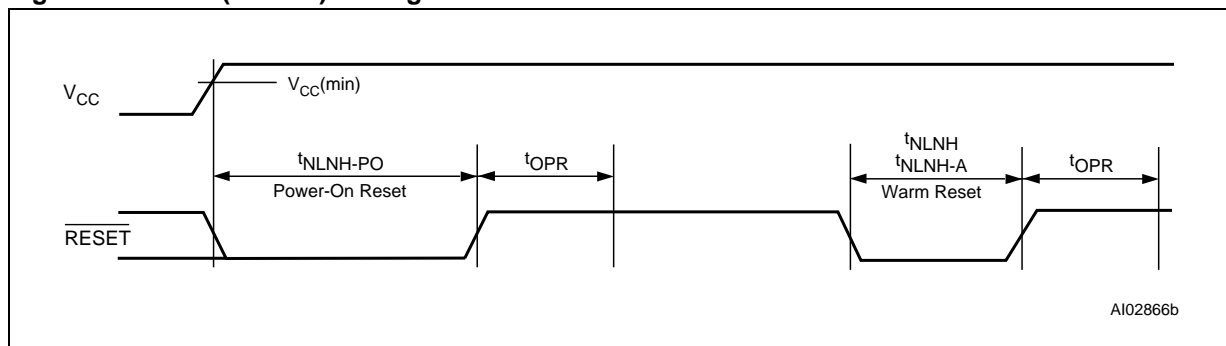 V_CC
V_CC(min)
t_NLNH-PO
Power-On Reset
t_OPR
t_NLNH
t_NLNH-A
Warm Reset
t_OPR
RESET
AI02866b